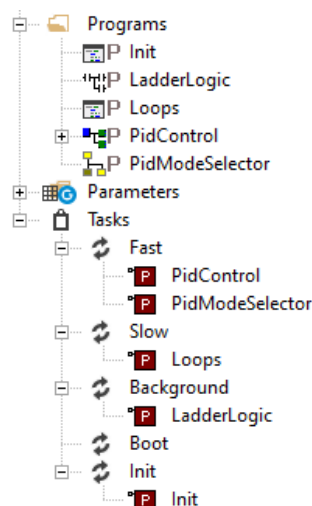 Programs
P Init
P LadderLogic
P Loops
P PidControl
P PidModeSelector
G Parameters
Tasks
Fast
P PidControl
P PidModeSelector
Slow
P Loops
Background
P LadderLogic
Boot
Init
P Init